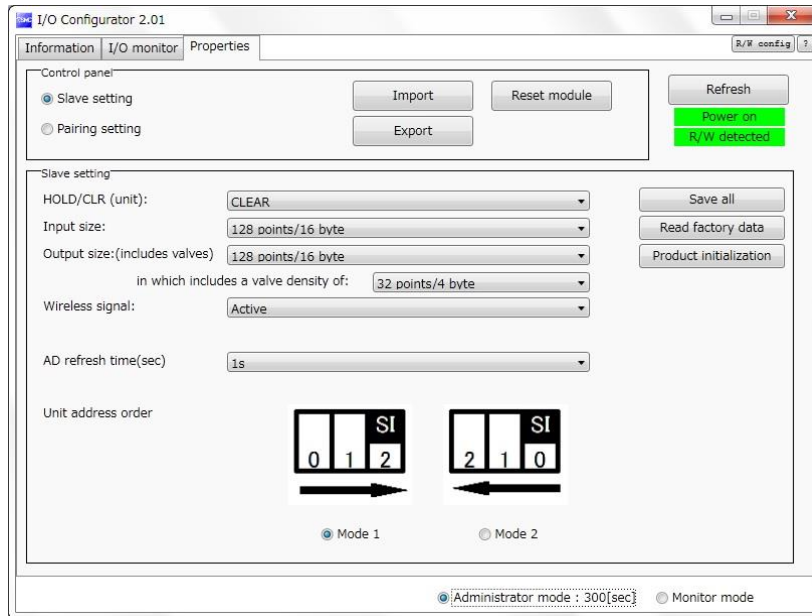 SMC I/O Configurator 2.01
Information I/O monitor Properties R/W config ?
Control panel
Slave setting Import Reset module Refresh
Power on
Pairing setting Export R/W detected
Slave setting
HOLD/CLR (unit): CLEAR Save all
Input size: 128 points/16 byte Read factory data
Output size:(includes valves) 128 points/16 byte Product initialization
in which includes a valve density of: 32 points/4 byte
Wireless signal: Active
AD refresh time(sec) 1s
Unit address order SI SI
0 1 2 2 1 0
Mode 1 Mode 2
Administrator mode : 300[sec] Monitor mode